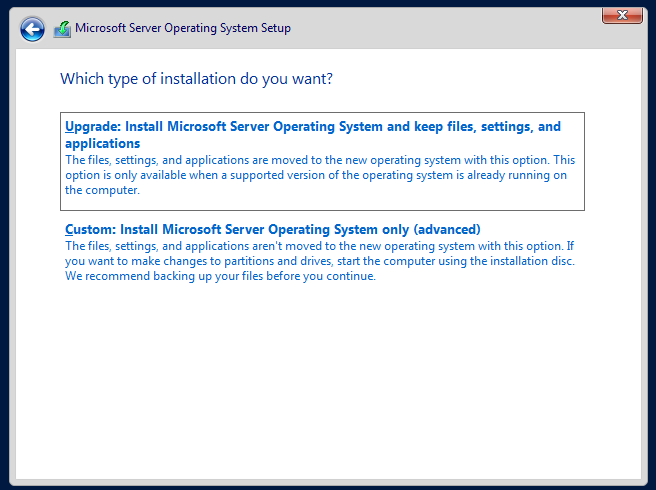 Microsoft Server Operating System Setup
Which type of installation do you want?
Upgrade: Install Microsoft Server Operating System and keep files, settings, and
applications
The files, settings, and applications are moved to the new operating system with this option. This
option is only available when a supported version of the operating system is already running on
the computer.
Custom: Install Microsoft Server Operating System only (advanced)
The files, settings, and applications aren't moved to the new operating system with this option. If
you want to make changes to partitions and drives, start the computer using the installation disc.
We recommend backing up your files before you continue.